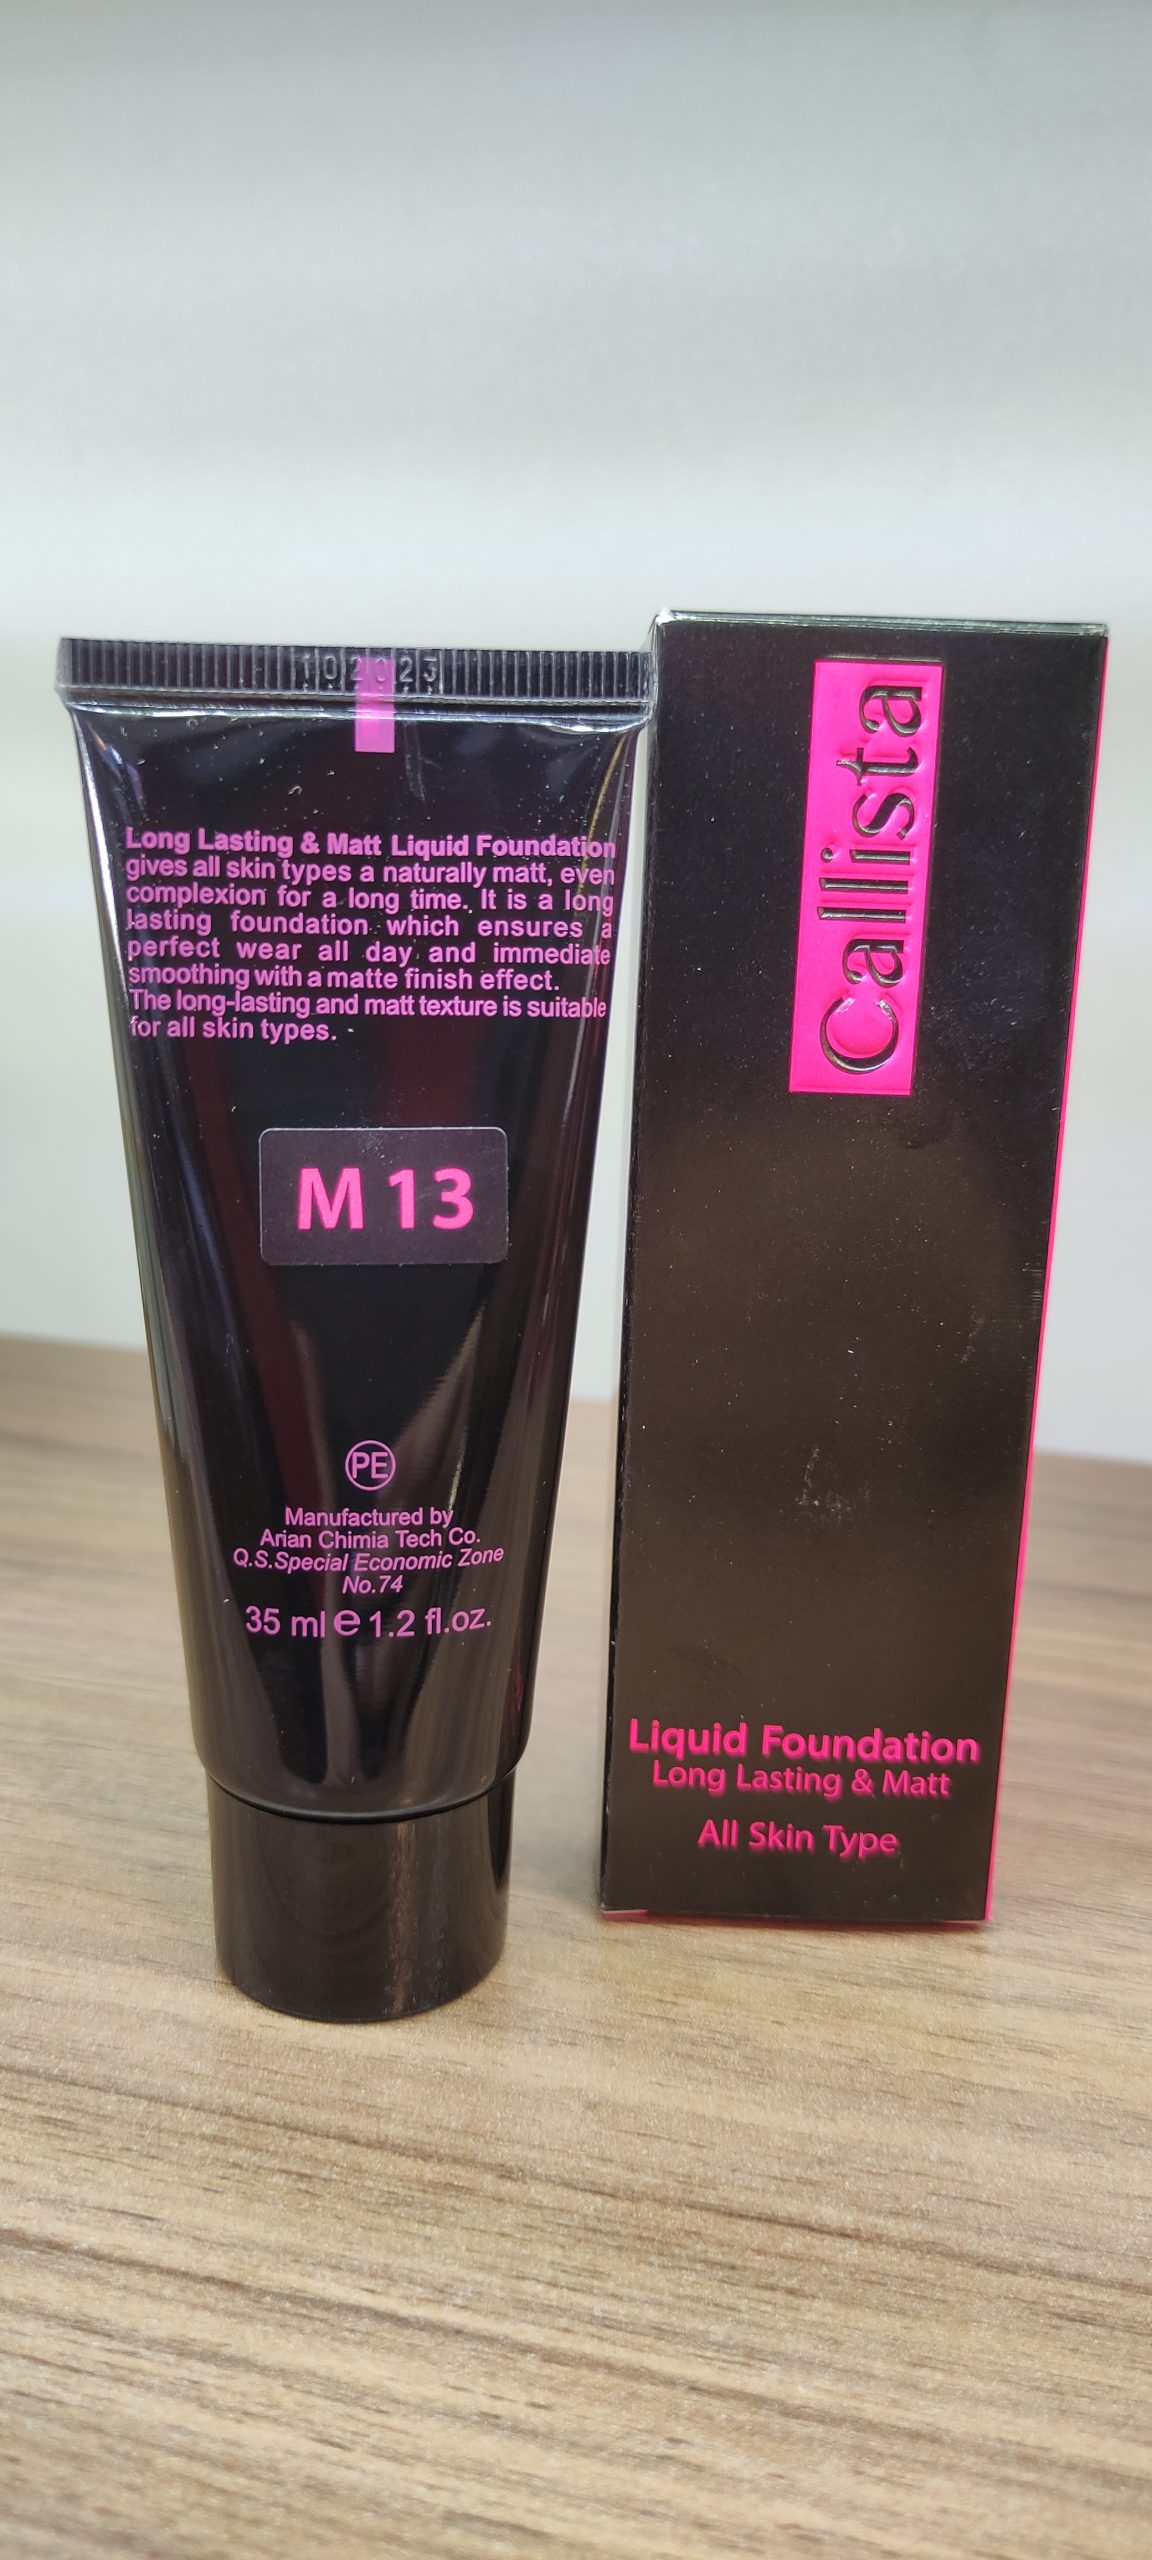 102023
Long Lasting & Matt Liquid Foundation
gives all skin types a naturally matt, even
complexion for a long time. It is a long
lasting foundation which ensures a
perfect wear all day and immediate
smoothing with a matte finish effect.
The long-lasting and matt texture is suitable
for all skin types.
M 13
PE
Manufactured by
Arian Chimia Tech Co.
Q.S.Special Economic Zone
No.74
35 ml e 1.2 fl.oz.
Callista
Liquid Foundation
Long Lasting & Matt
All Skin Type